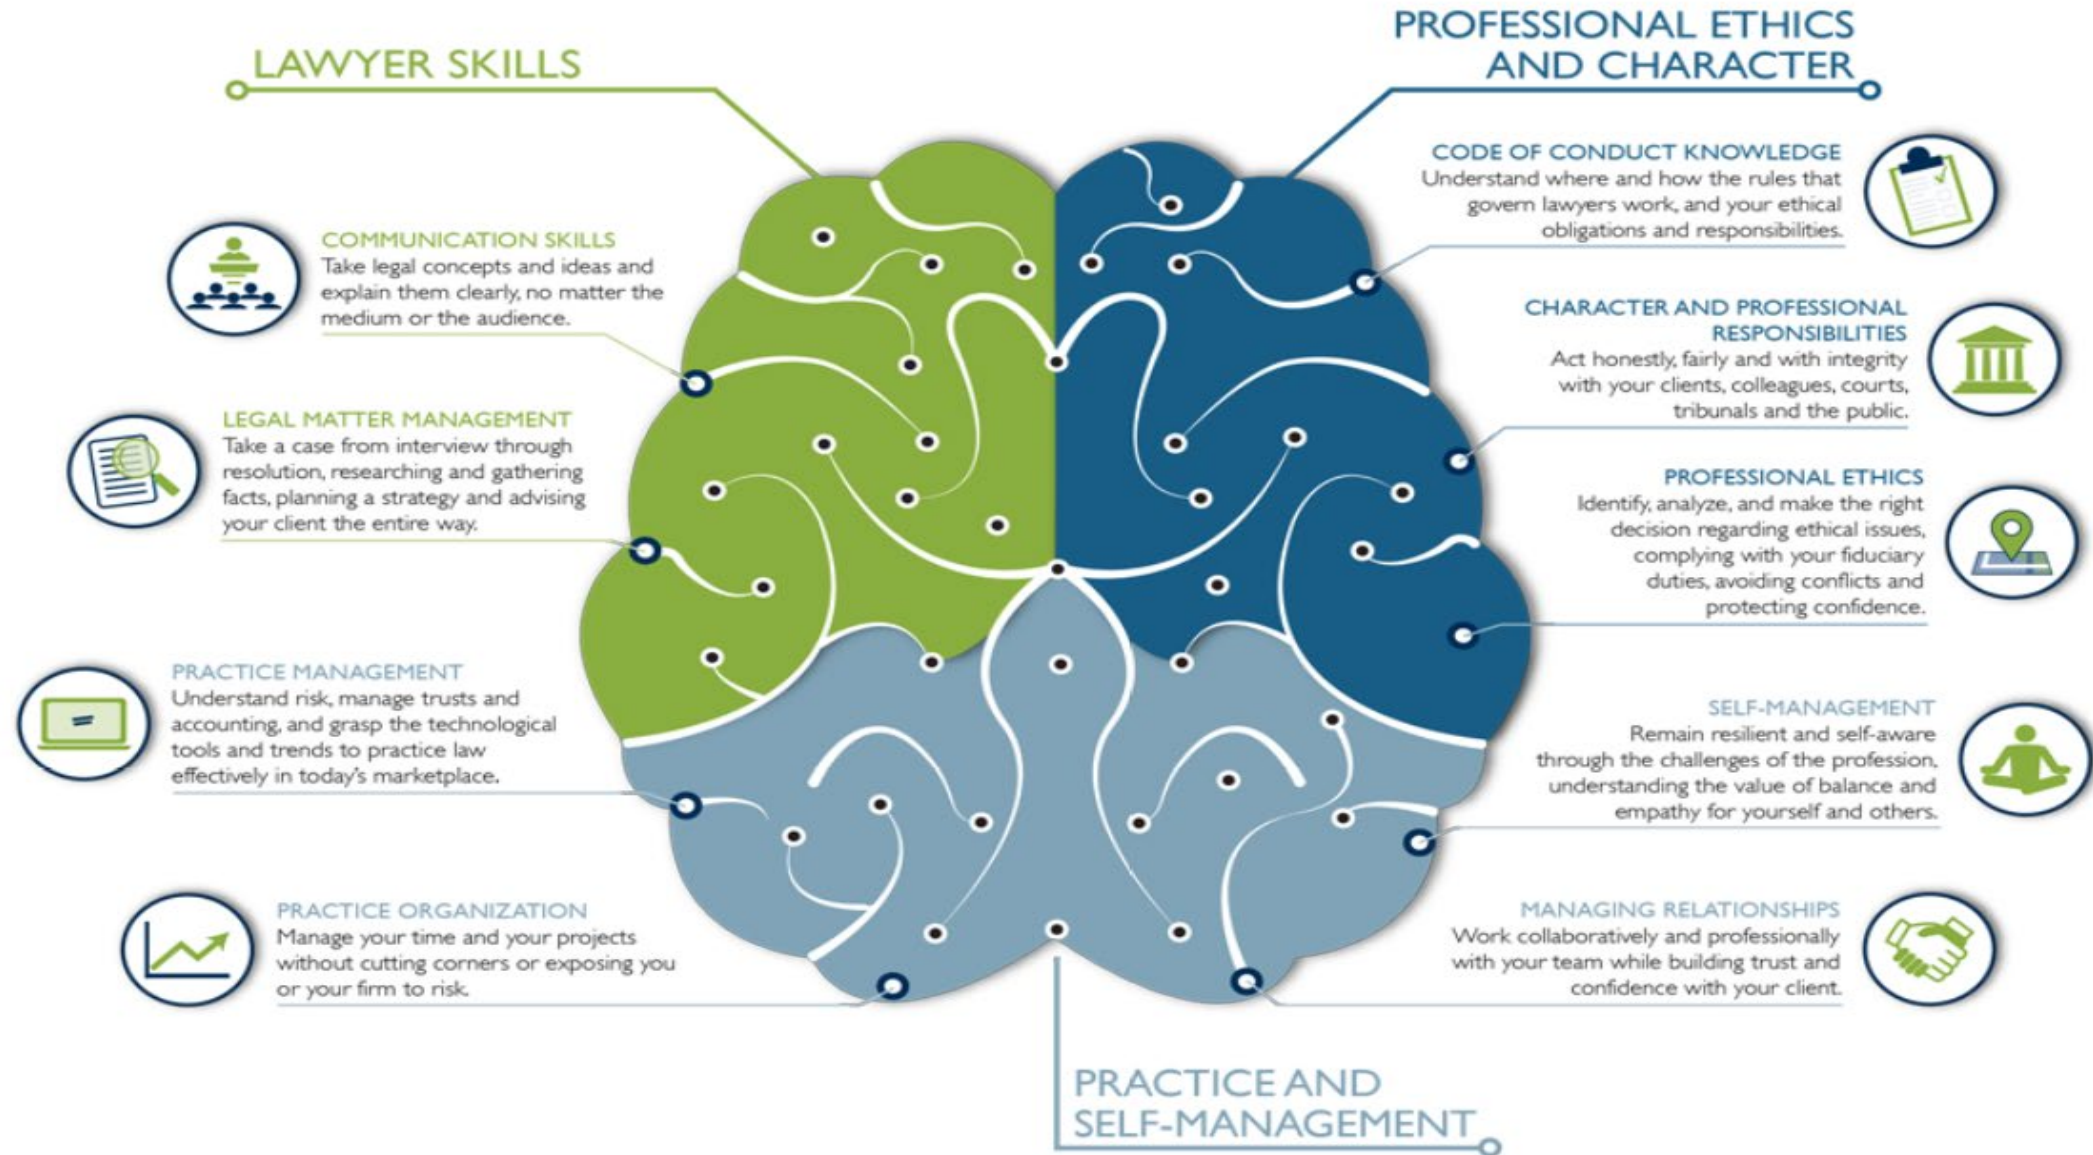 LAWYER SKILLS
COMMUNICATION SKILLS
Take legal concepts and ideas and
explain them clearly, no matter the
medium or the audience.
LEGAL MATTER MANAGEMENT
Take a case from interview through
resolution, researching and gathering
facts, planning a strategy and advising
your client the entire way.
PRACTICE MANAGEMENT
Understand risk, manage trusts and
accounting, and grasp the technological
tools and trends to practice law
effectively in today's marketplace.
PRACTICE ORGANIZATION
Manage your time and your projects
without cutting corners or exposing you
or your firm to risk.
PROFESSIONAL ETHICS
AND CHARACTER
CODE OF CONDUCT KNOWLEDGE
Understand where and how the rules that
govern lawyers work, and your ethical
obligations and responsibilities.
CHARACTER AND PROFESSIONAL
RESPONSIBILITIES
Act honestly, fairly and with integrity
with your clients, colleagues, courts,
tribunals and the public.
PROFESSIONAL ETHICS
Identify, analyze, and make the right
decision regarding ethical issues,
complying with your fiduciary
duties, avoiding conflicts and
protecting confidence.
SELF-MANAGEMENT
Remain resilient and self-aware
through the challenges of the profession,
understanding the value of balance and
empathy for yourself and others.
MANAGING RELATIONSHIPS
Work collaboratively and professionally
with your team while building trust and
confidence with your client.
PRACTICE AND
SELF-MANAGEMENT